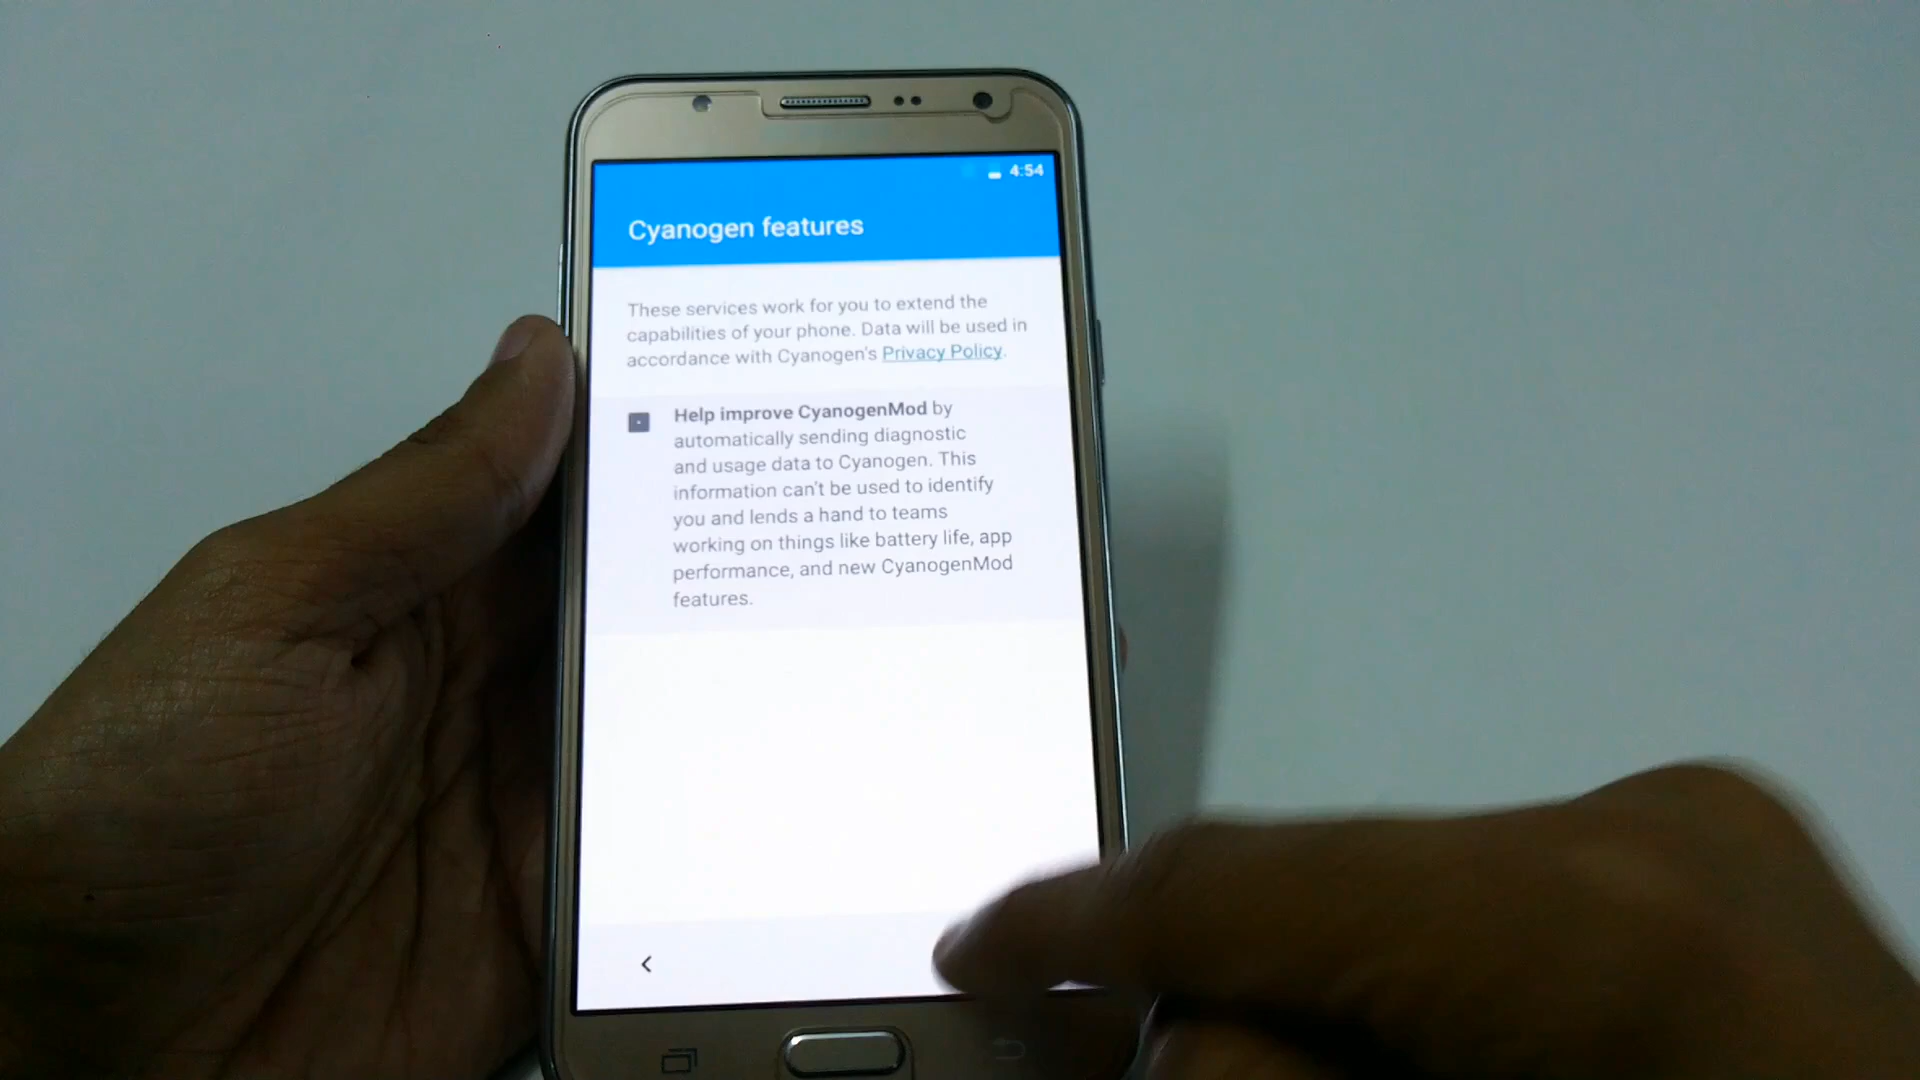 4:54
Cyanogen features
These services work for you to extend the
capabilities of your phone. Data will be used in
accordance with Cyanogen's Privacy Policy.
Help improve CyanogenMod by
automatically sending diagnostic
and usage data to Cyanogen. This
information can't be used to identify
you and lends a hand to teams
working on things like battery life, app
performance, and new CyanogenMod
features.